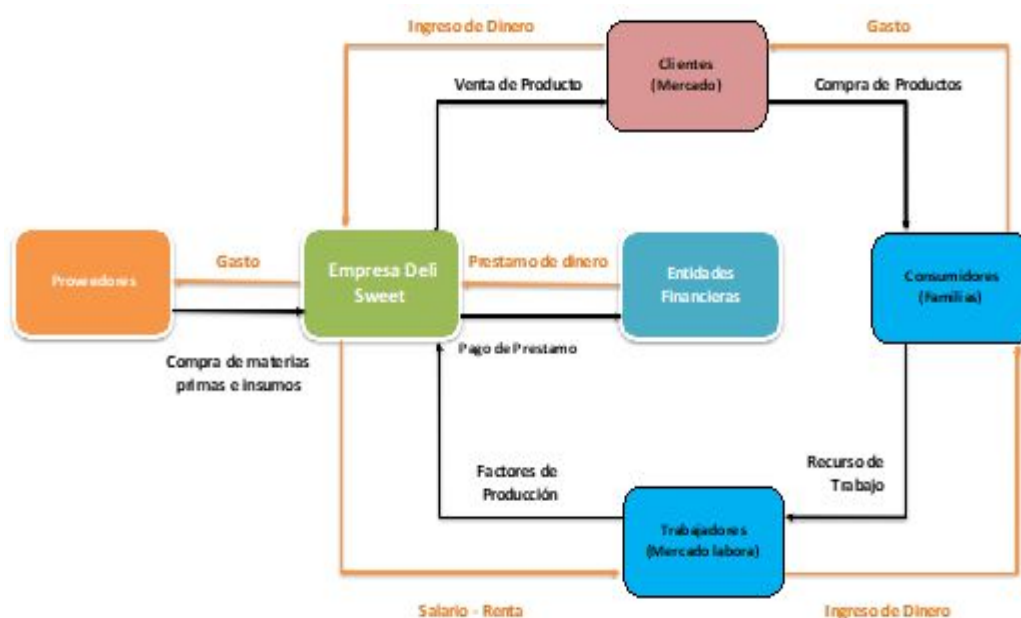 Ingreso de Dinero
Gasto
Clientes
(Mercado)
Venta de Producto
Compra de Productos
Proveedores
Gasto
Empresa Deli
Sweet
Prestamo de dinero
Entidades
Financieras
Consumidores
(Familias)
Compra de materias
primas e insumos
Pago de Prestamo
Factores de
Producción
Recurso de
Trabajo
Trabajadores
(Mercado labora)
Salario - Renta
Ingreso de Dinero